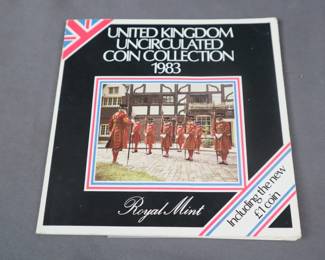 UNITED KINGDOM
UNCIRCULATED
COIN COLLECTION
1983
Royal Mint
Including the new
£1 coin